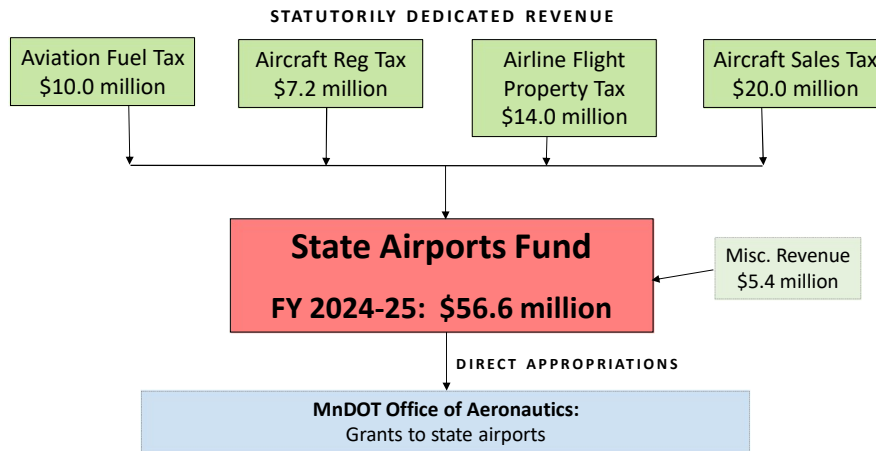 STATUTORILY DEDICATED REVENUE
Aviation Fuel Tax
$10.0 million
Aircraft Reg Tax
$7.2 million
Airline Flight
Property Tax
$14.0 million
Aircraft Sales Tax
$20.0 million
State Airports Fund
FY 2024-25: $56.6 million
Misc. Revenue
$5.4 million
DIRECT APPROPRIATIONS
MnDOT Office of Aeronautics:
Grants to state airports